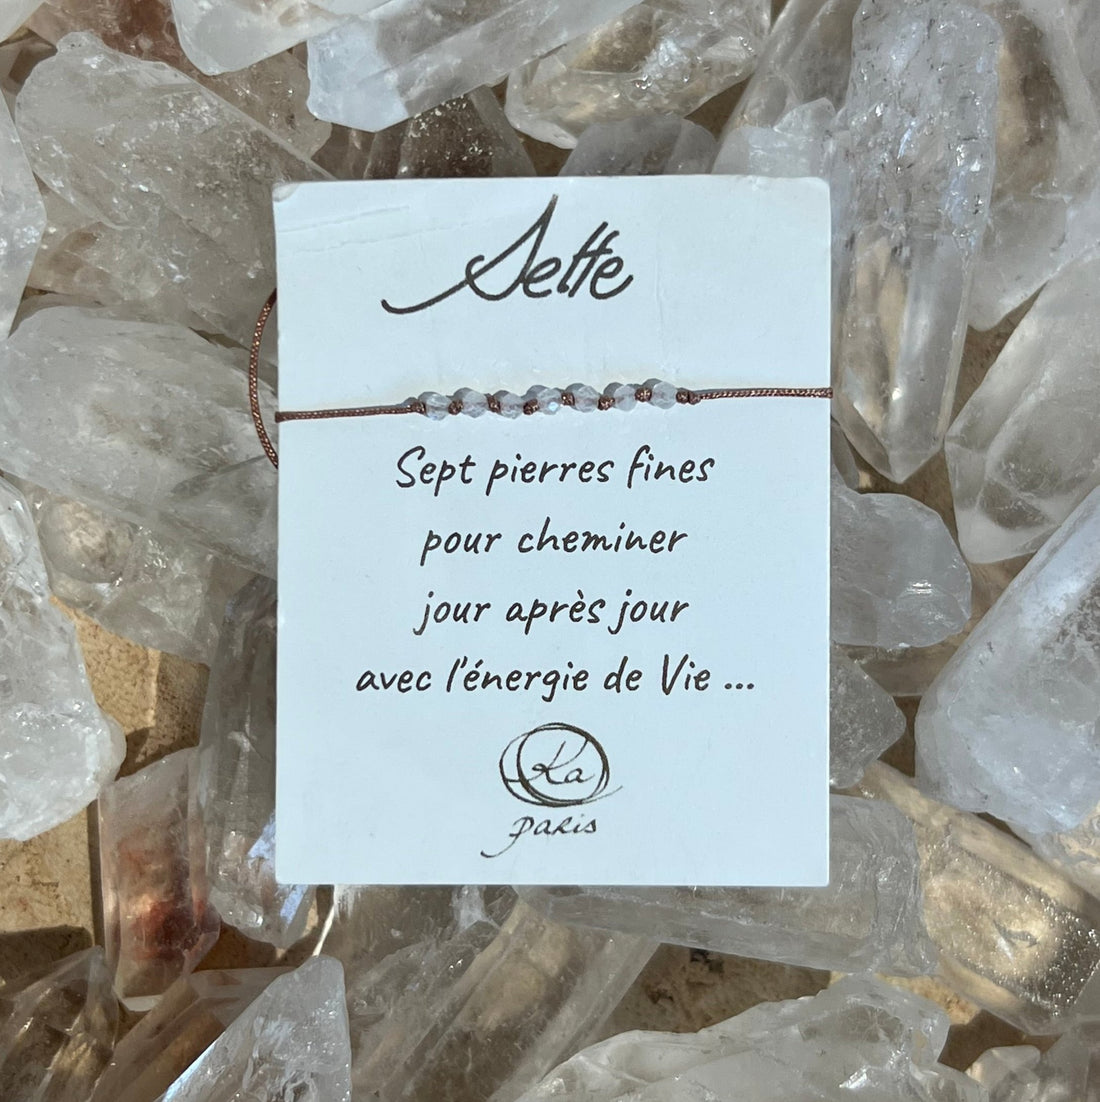 Sette
Sept pierres fines
pour cheminer
jour après jour
avec l'énergie de Vie ...
Ka
Paris